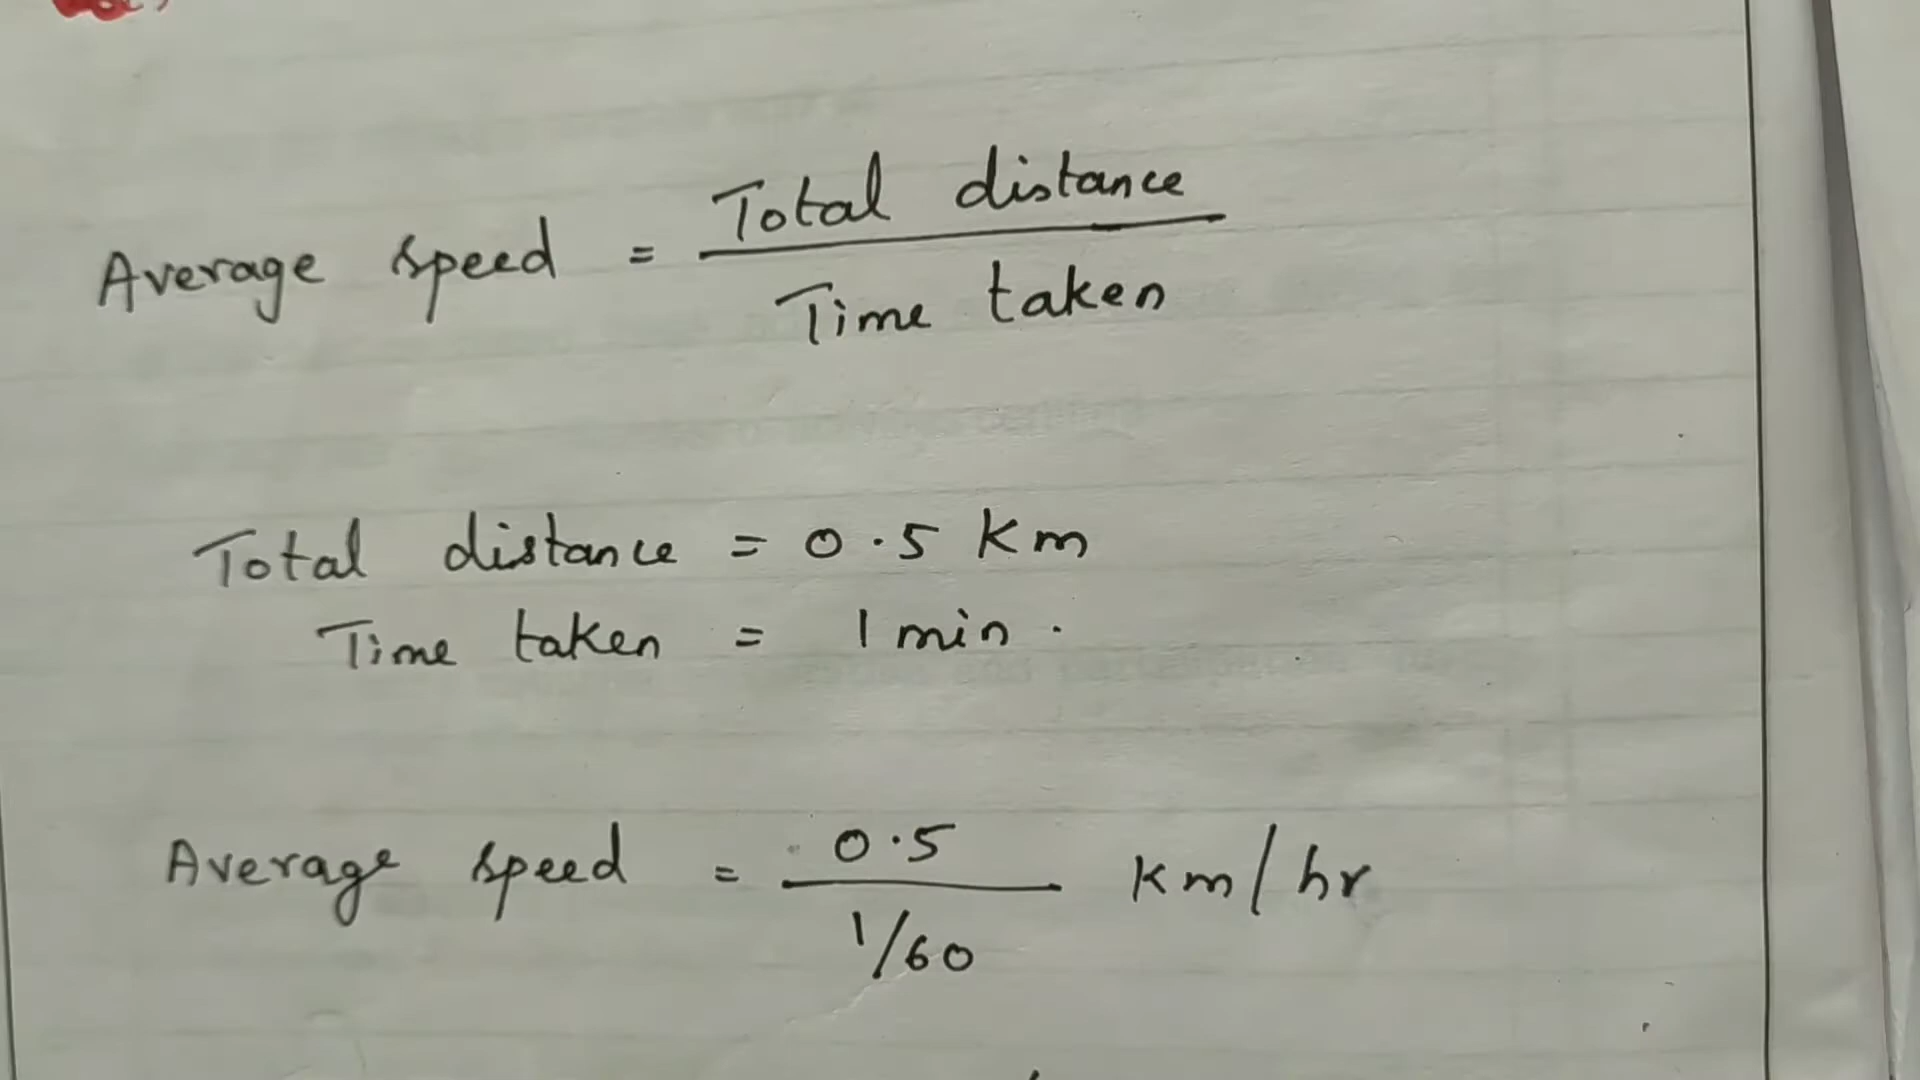 Average speed = Total distance / Time taken
Total distance = 0.5 Km
Time taken = 1 min.
Average speed = 0.5 / 1/60 Km/hr